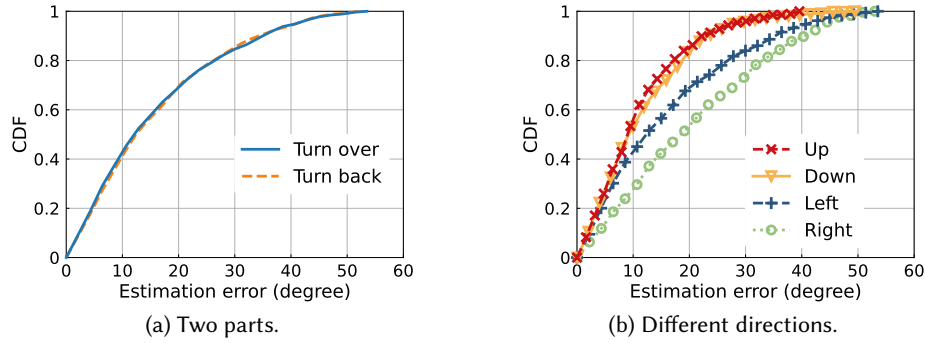 1
0.8
0.6
0.4
0.2
0
CDF
0 10 20 30 40 50 60
Estimation error (degree)
Turn over
Turn back
(a) Two parts.
1
0.8
0.6
0.4
0.2
0
CDF
0 10 20 30 40 50 60
Estimation error (degree)
Up
Down
Left
Right
(b) Different directions.